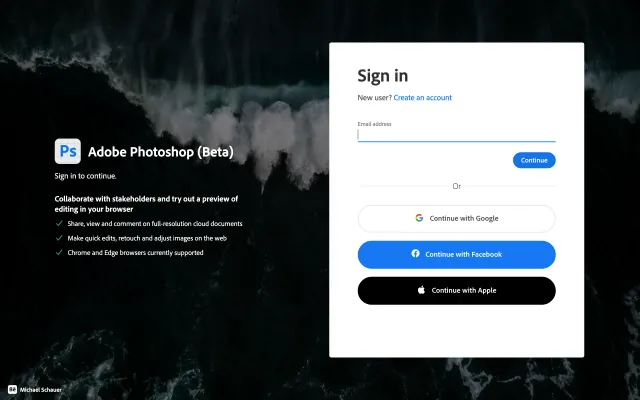 Ps Adobe Photoshop (Beta)
Sign in to continue.
Collaborate with stakeholders and try out a preview of
editing in your browser
Share, view and comment on full-resolution cloud documents
Make quick edits, retouch and adjust images on the web
Chrome and Edge browsers currently supported
Bē Michael Schauer
Sign in
New user? Create an account
Email address
Continue
Or
Continue with Google
Continue with Facebook
Continue with Apple